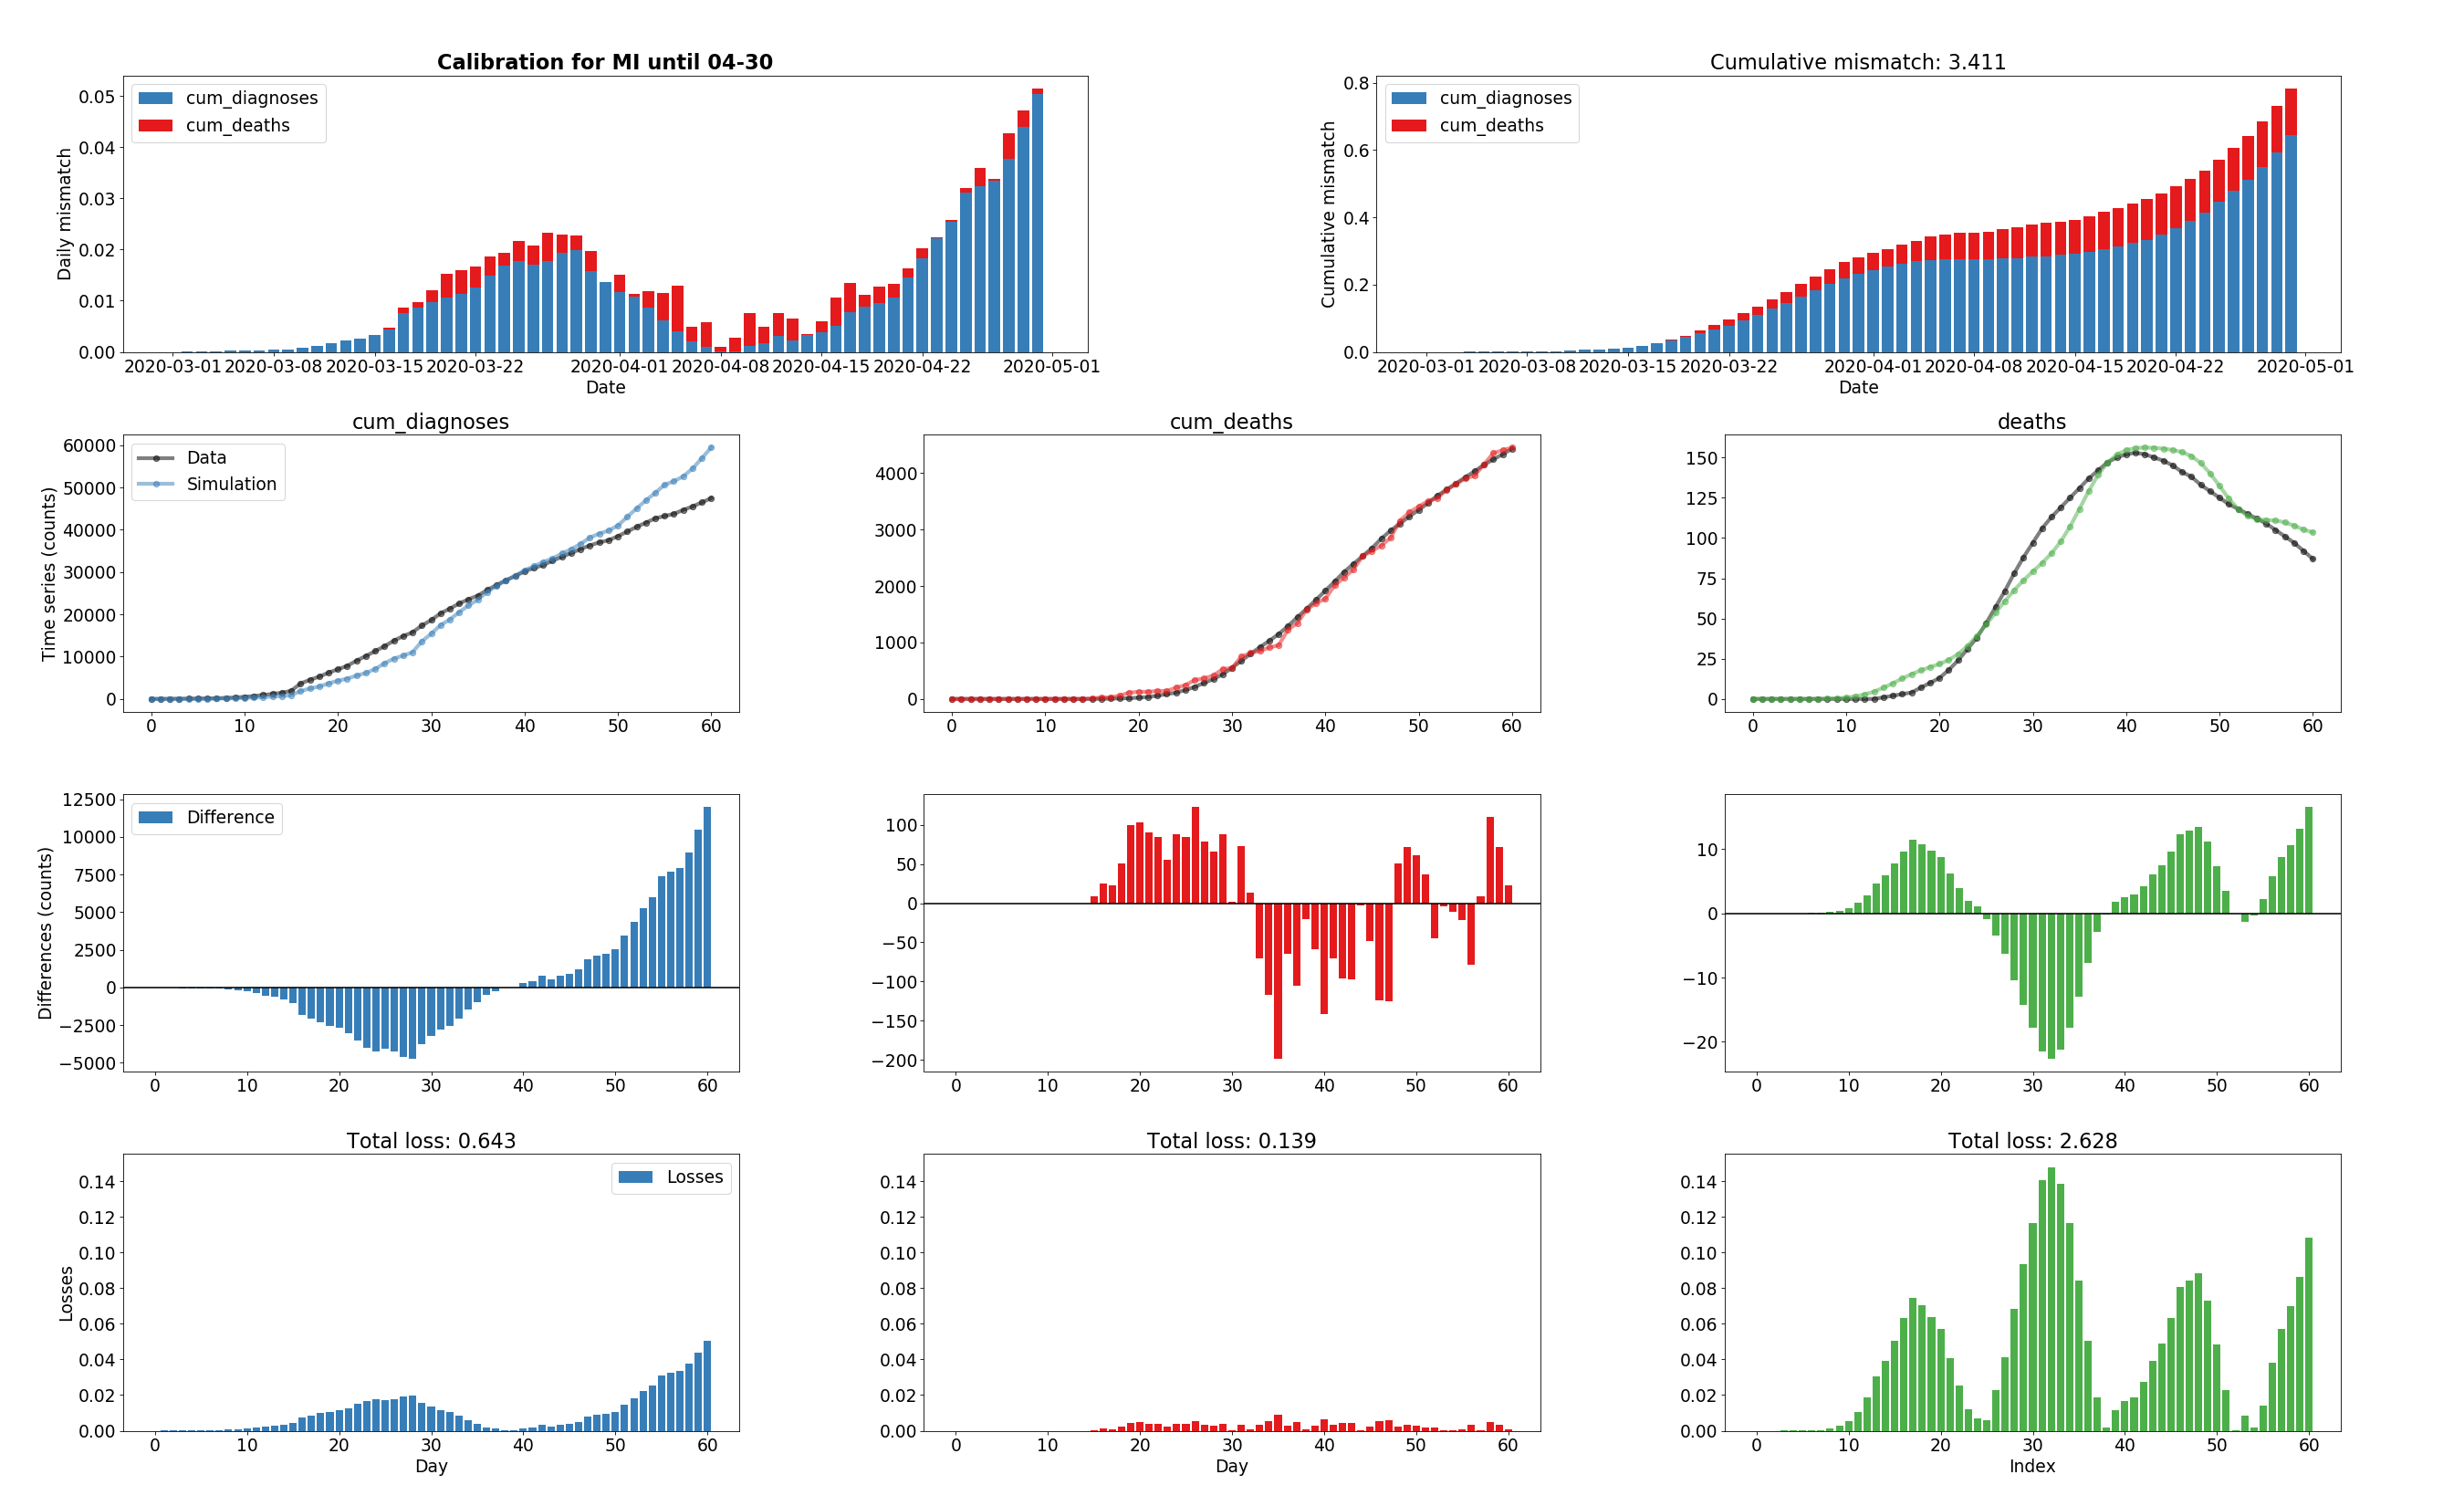 Calibration for MI until 04-30
cum_diagnoses
cum_deaths
Daily mismatch
0.05
0.04
0.03
0.02
0.01
0.00
2020-03-01 2020-03-08 2020-03-15 2020-03-22 2020-04-01 2020-04-08 2020-04-15 2020-04-22 2020-05-01
Date
Cumulative mismatch: 3.411
cum_diagnoses
cum_deaths
Cumulative mismatch
0.8
0.6
0.4
0.2
0.0
2020-03-01 2020-03-08 2020-03-15 2020-03-22 2020-04-01 2020-04-08 2020-04-15 2020-04-22 2020-05-01
Date
cum_diagnoses
Data
Simulation
Time series (counts)
60000
50000
40000
30000
20000
10000
0
0 10 20 30 40 50 60
cum_deaths
4000
3000
2000
1000
0
0 10 20 30 40 50 60
deaths
150
125
100
75
50
25
0
0 10 20 30 40 50 60
Difference
Differences (counts)
12500
10000
7500
5000
2500
0
−2500
−5000
0 10 20 30 40 50 60
100
50
0
−50
−100
−150
−200
0 10 20 30 40 50 60
10
0
−10
−20
0 10 20 30 40 50 60
Total loss: 0.643
Losses
Losses
0.14
0.12
0.10
0.08
0.06
0.04
0.02
0.00
0 10 20 30 40 50 60
Day
Total loss: 0.139
0.14
0.12
0.10
0.08
0.06
0.04
0.02
0.00
0 10 20 30 40 50 60
Day
Total loss: 2.628
0.14
0.12
0.10
0.08
0.06
0.04
0.02
0.00
0 10 20 30 40 50 60
Index